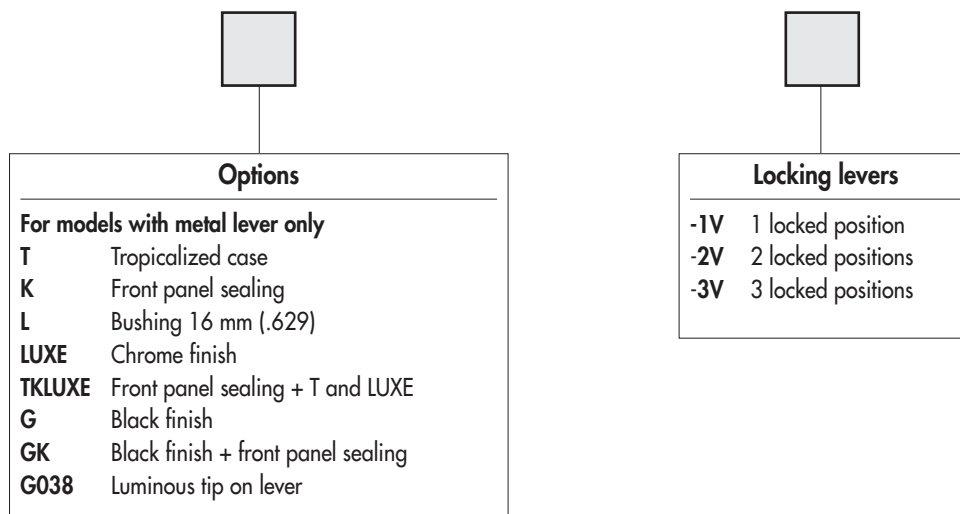 Options
For models with metal lever only
T Tropicalized case
K Front panel sealing
L Bushing 16 mm (.629)
LUXE Chrome finish
TKLUXE Front panel sealing + T and LUXE
G Black finish
GK Black finish + front panel sealing
G038 Luminous tip on lever
Locking levers
-1V 1 locked position
-2V 2 locked positions
-3V 3 locked positions